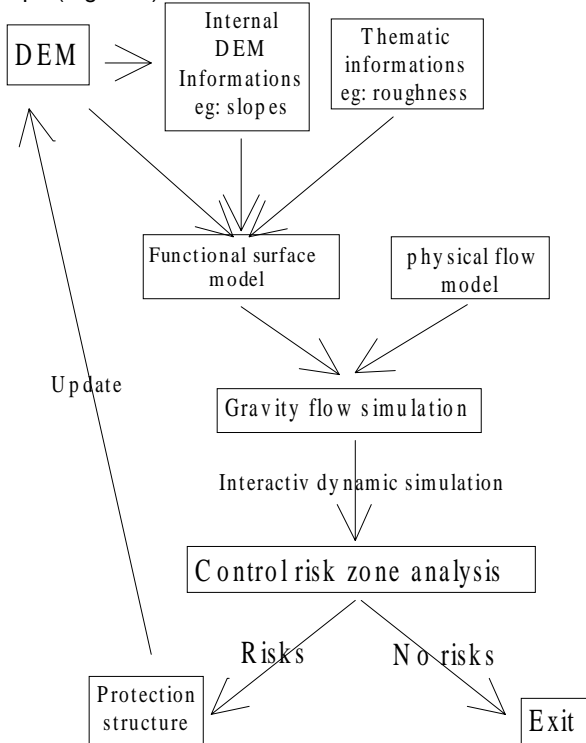 Internal
DEM
Informations
eg: slopes
DEM
Thematic
informations
eg: roughness
Functional surface
model
physical flow
model
Update
Gravity flow simulation
Interactiv dynamic simulation
Control risk zone analysis
Risks
No risks
Protection
structure
Exit